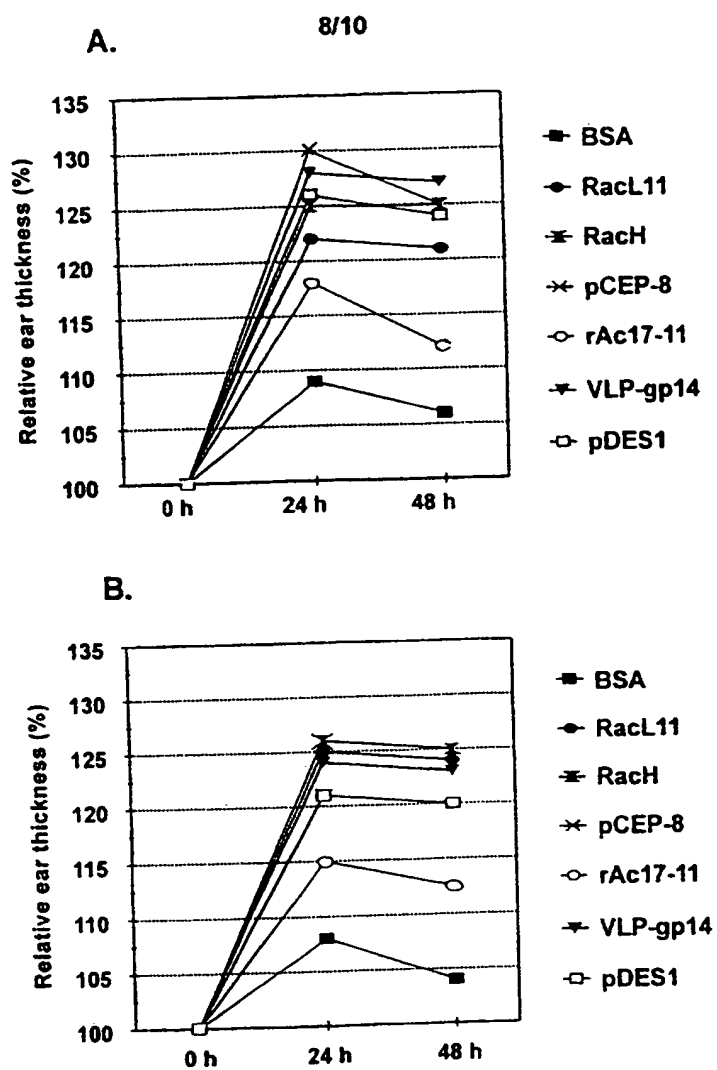 8/10
A.
Relative ear thickness (%)
135
130
125
120
115
110
105
100
0 h
24 h
48 h
BSA
RacL11
RacH
pCEP-8
rAc17-11
VLP-gp14
pDES1
B.
Relative ear thickness (%)
135
130
125
120
115
110
105
100
0 h
24 h
48 h
BSA
RacL11
RacH
pCEP-8
rAc17-11
VLP-gp14
pDES1